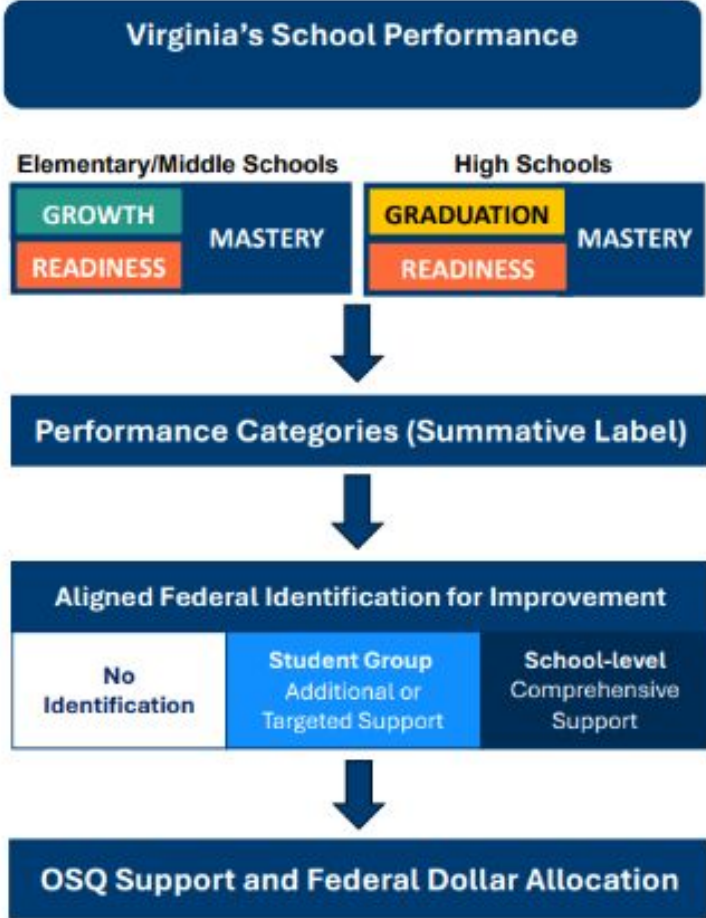 Virginia's School Performance
Elementary/Middle Schools
GROWTH
READINESS
MASTERY
High Schools
GRADUATION
READINESS
MASTERY
Performance Categories (Summative Label)
Aligned Federal Identification for Improvement
No
Identification
Student Group
Additional or
Targeted Support
School-level
Comprehensive
Support
OSQ Support and Federal Dollar Allocation